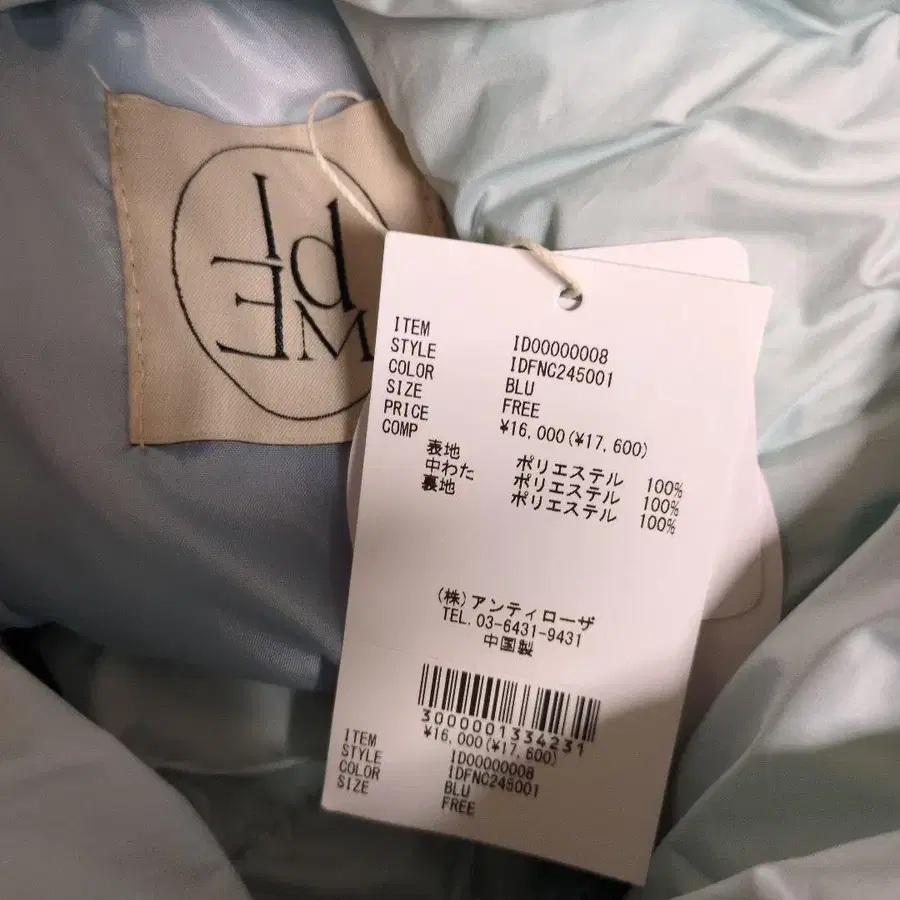 I
d
E
M
ITEM ID00000008
STYLE IDFNC245001
COLOR BLU
SIZE FREE
PRICE ¥16,000(¥17,600)
COMP
表地 ポリエステル 100%
中わた ポリエステル 100%
裏地 ポリエステル 100%
(株)アンティローザ
TEL.03-6431-9431
中国製
3000001334231
¥16,000(¥17,600)
ITEM ID00000008
STYLE IDFNC245001
COLOR BLU
SIZE FREE